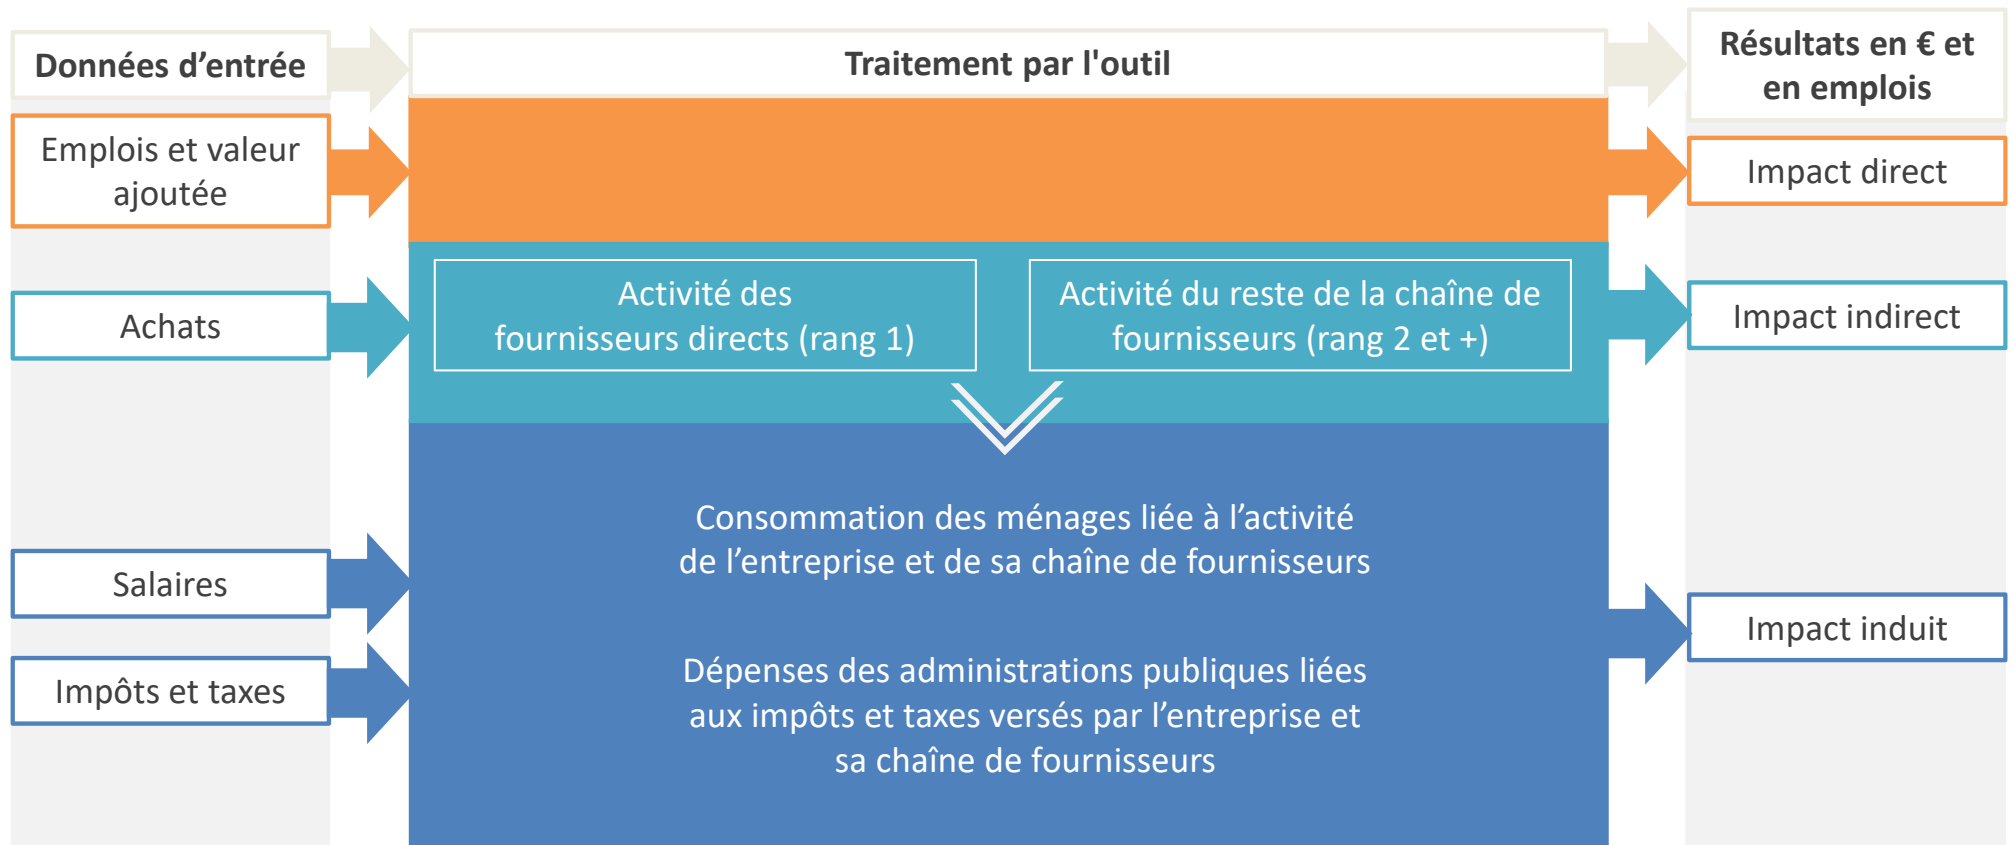 Données d’entrée
Traitement par l'outil
Résultats en € et
en emplois
Emplois et valeur
ajoutée
Impact direct
Achats
Activité des
fournisseurs directs (rang 1)
Activité du reste de la chaîne de
fournisseurs (rang 2 et +)
Impact indirect
Salaires
Impôts et taxes
Consommation des ménages liée à l’activité
de l’entreprise et de sa chaîne de fournisseurs
Dépenses des administrations publiques liées
aux impôts et taxes versés par l’entreprise et
sa chaîne de fournisseurs
Impact induit